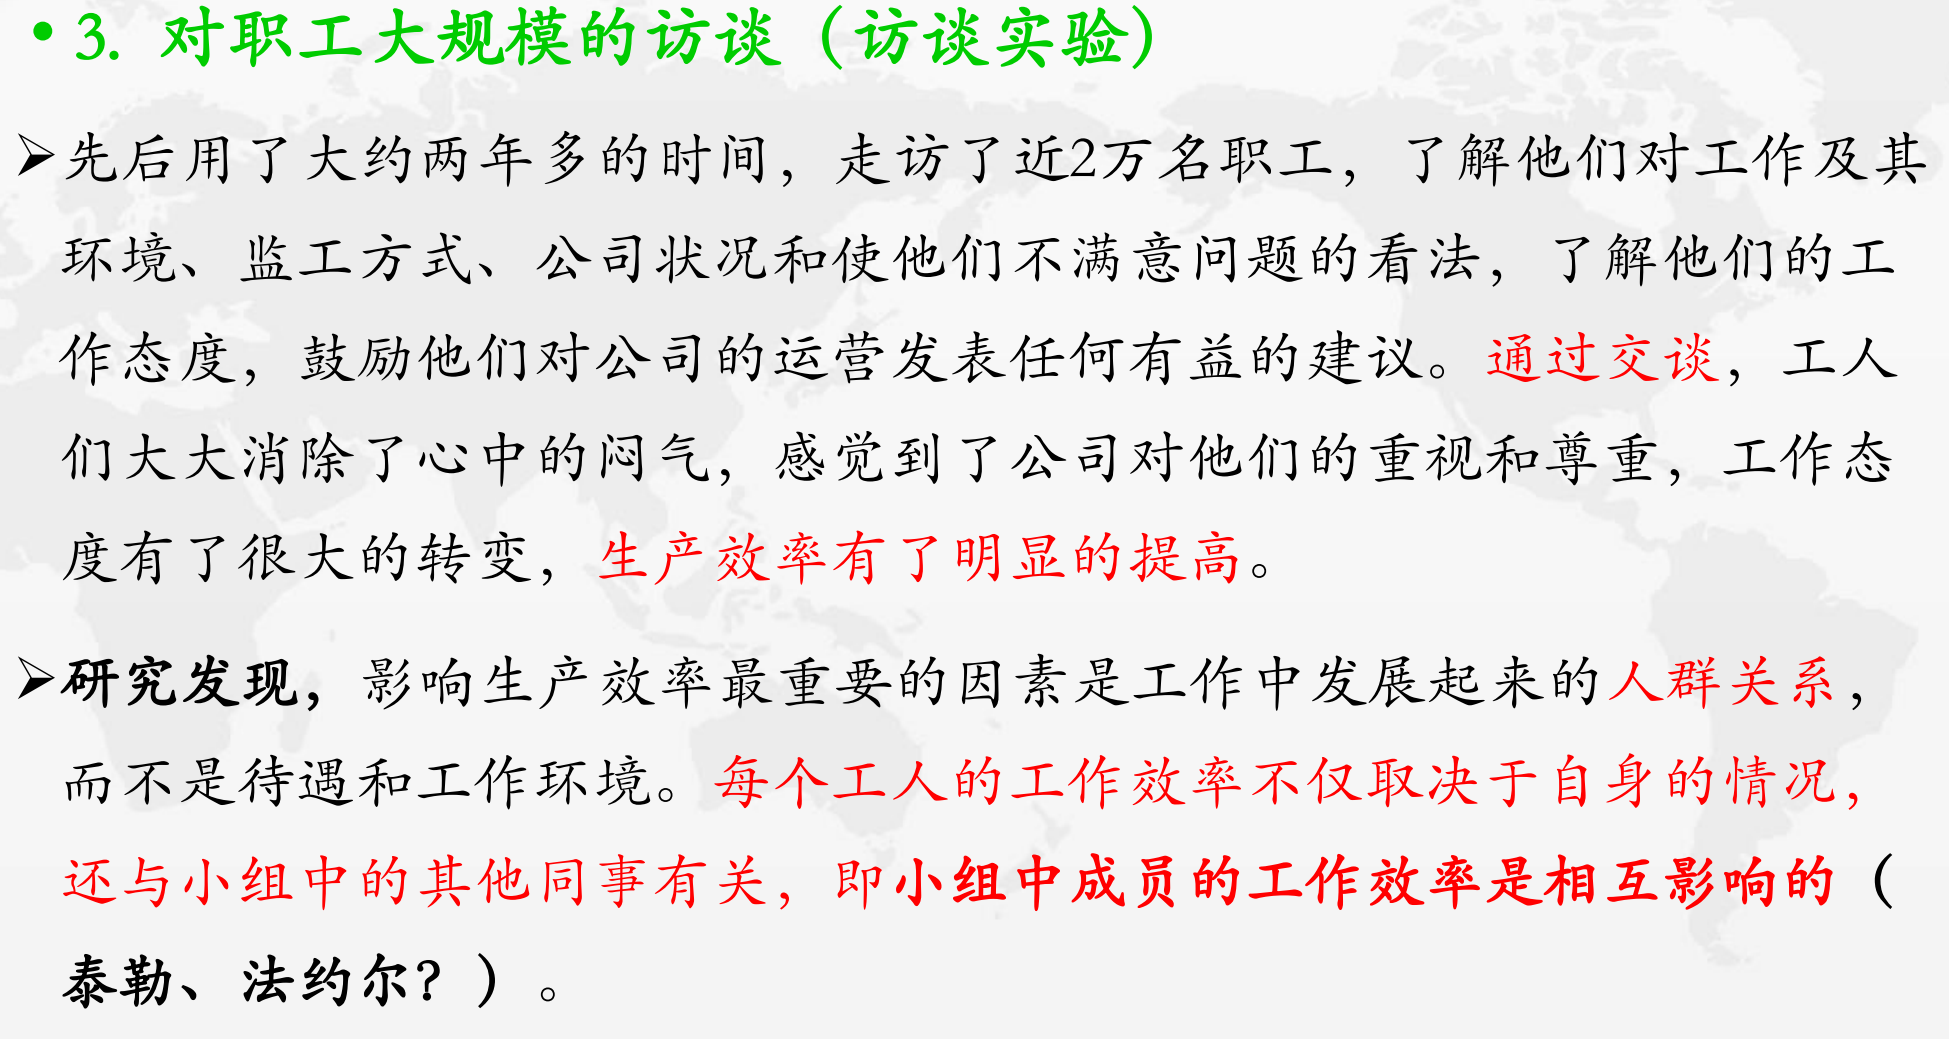 • 3. 对职工大规模的访谈（访谈实验）
➢先后用了大约两年多的时间，走访了近2万名职工，了解他们对工作及其
环境、监工方式、公司状况和使他们不满意问题的看法，了解他们的工
作态度，鼓励他们对公司的运营发表任何有益的建议。通过交谈，工人
们大大消除了心中的闷气，感觉到了公司对他们的重视和尊重，工作态
度有了很大的转变，生产效率有了明显的提高。
➢研究发现，影响生产效率最重要的因素是工作中发展起来的人群关系，
而不是待遇和工作环境。每个工人的工作效率不仅取决于自身的情况，
还与小组中的其他同事有关，即小组中成员的工作效率是相互影响的（
泰勒、法约尔？）。